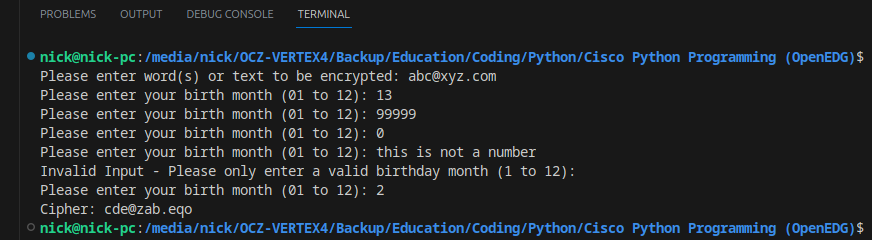 PROBLEMS OUTPUT DEBUG CONSOLE TERMINAL
nick@nick-pc:/media/nick/OCZ-VERTEX4/Backup/Education/Coding/Python/Cisco Python Programming (OpenEDG)$
Please enter word(s) or text to be encrypted: abc@xyz.com
Please enter your birth month (01 to 12): 13
Please enter your birth month (01 to 12): 99999
Please enter your birth month (01 to 12): 0
Please enter your birth month (01 to 12): this is not a number
Invalid Input - Please only enter a valid birthday month (1 to 12):
Please enter your birth month (01 to 12): 2
Cipher: cde@zab.eqo
nick@nick-pc:/media/nick/OCZ-VERTEX4/Backup/Education/Coding/Python/Cisco Python Programming (OpenEDG)$